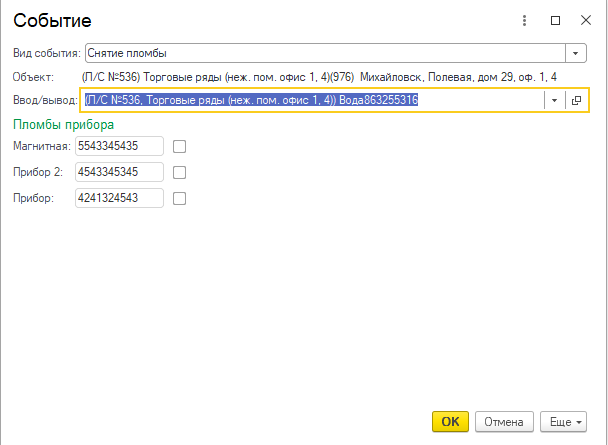 Событие
Вид события: Снятие пломбы
Объект: (Л/С №536) Торговые ряды (неж. пом. офис 1, 4)(976) Михайловск, Полевая, дом 29, оф. 1, 4
Ввод/вывод: (Л/С №536, Торговые ряды (неж. пом. офис 1, 4)) Вода863255316
Пломбы прибора
Магнитная: 5543345435
Прибор 2: 4543345345
Прибор: 4241324543
ОК Отмена Еще